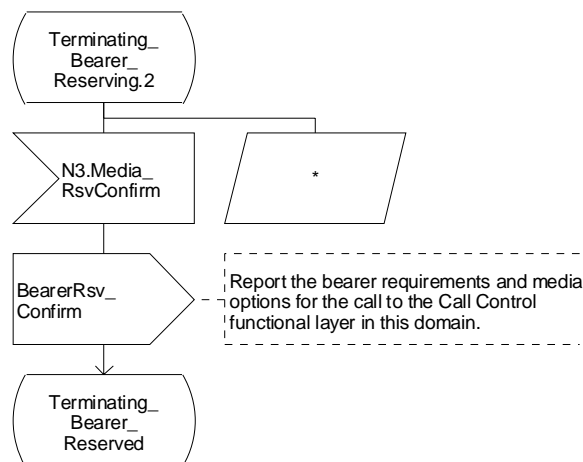 Terminating_
Bearer_
Reserving.2
N3.Media_
RsvConfirm
*
BearerRsv_
Confirm
Report the bearer requirements and media
options for the call to the Call Control
functional layer in this domain.
Terminating_
Bearer_
Reserved